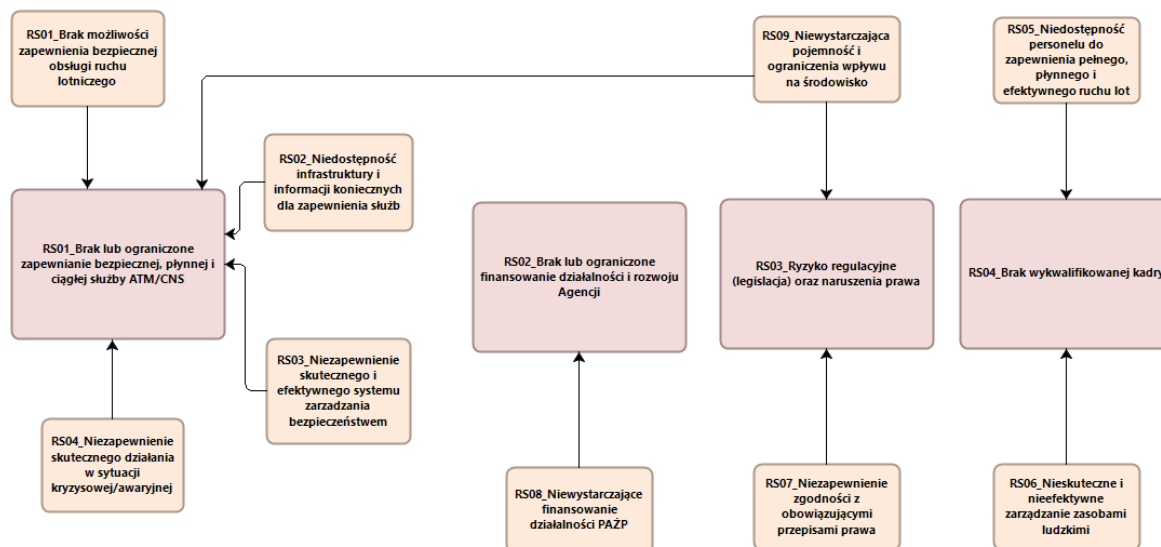 RS01_Brak możliwości
zapewnienia bezpiecznej
obsługi ruchu
lotniczego
RS09_Niewystarczająca
pojemność i
ograniczenia wpływu
na środowisko
RS05_Niedostępność
personelu do
zapewnienia pełnego,
płynnego i
efektywnego ruchu lot
RS02_Niedostępność
infrastruktury i
informacji koniecznych
dla zapewnienia służb
RS01_Brak lub ograniczone
zapewnianie bezpiecznej, płynnej i
ciągłej służby ATM/CNS
RS02_Brak lub ograniczone
finansowanie działalności i rozwoju
Agencji
RS03_Ryzyko regulacyjne
(legislacja) oraz naruszenia prawa
RS04_Brak wykwalifikowanej kadry
RS03_Niezapewnienie
skutecznego i
efektywnego systemu
zarzadzania
bezpieczeństwem
RS04_Niezapewnienie
skutecznego działania
w sytuacji
kryzysowej/awaryjnej
RS08_Niewystarczające
finansowanie
działalności PAŻP
RS07_Niezapewnienie
zgodności z
obowiązującymi
przepisami prawa
RS06_Nieskuteczne i
nieefektywne
zarządzanie zasobami
ludzkimi